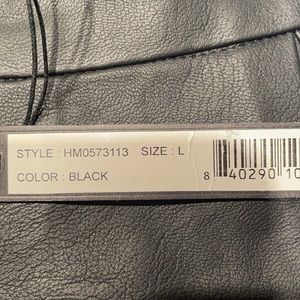 STYLE : HM0573113 SIZE : L
COLOR : BLACK
8 40290 10